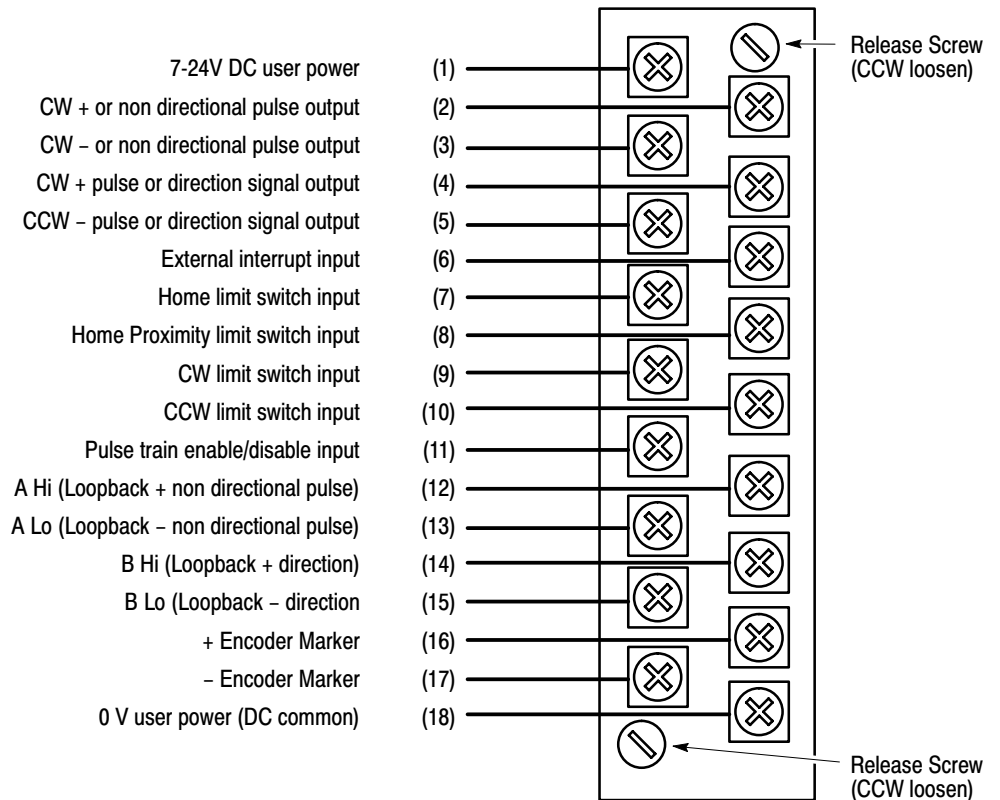 Release Screw
(CCW loosen)
7-24V DC user power (1)
CW + or non directional pulse output (2)
CW – or non directional pulse output (3)
CW + pulse or direction signal output (4)
CCW – pulse or direction signal output (5)
External interrupt input (6)
Home limit switch input (7)
Home Proximity limit switch input (8)
CW limit switch input (9)
CCW limit switch input (10)
Pulse train enable/disable input (11)
A Hi (Loopback + non directional pulse) (12)
A Lo (Loopback – non directional pulse) (13)
B Hi (Loopback + direction) (14)
B Lo (Loopback – direction (15)
+ Encoder Marker (16)
– Encoder Marker (17)
0 V user power (DC common) (18)
Release Screw
(CCW loosen)